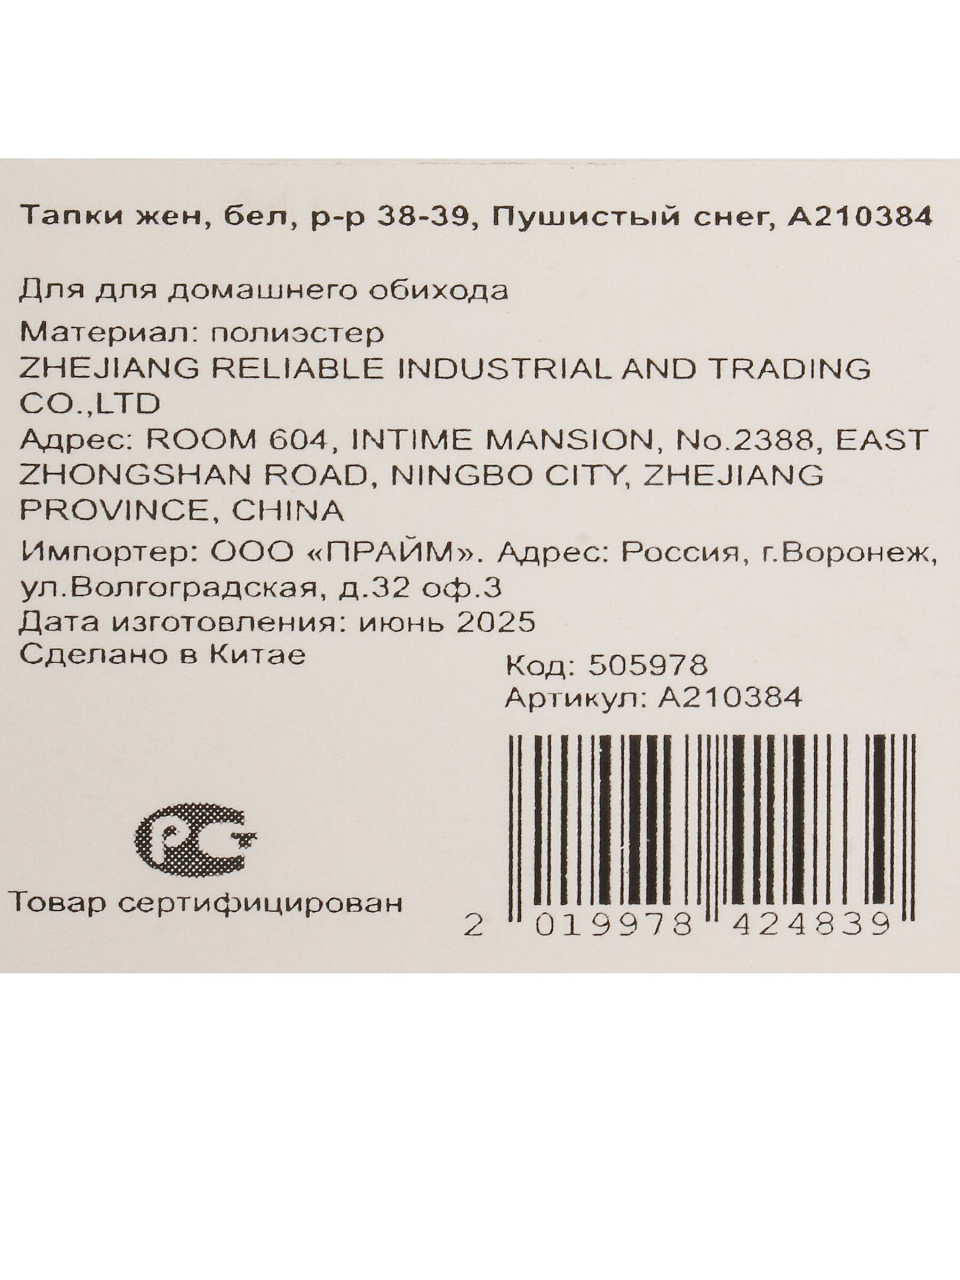 Тапки жен, бел, р-р 38-39, Пушистый снег, А210384
Для для домашнего обихода
Материал: полиэстер
ZHEJIANG RELIABLE INDUSTRIAL AND TRADING
CO.,LTD
Адрес: ROOM 604, INTIME MANSION, No.2388, EAST
ZHONGSHAN ROAD, NINGBO CITY, ZHEJIANG
PROVINCE, CHINA
Импортер: ООО «ПРАЙМ». Адрес: Россия, г.Воронеж,
ул.Волгоградская, д.32 оф.3
Дата изготовления: июнь 2025
Сделано в Китае
Код: 505978
Артикул: А210384
РСТ
Товар сертифицирован
2 019978 424839